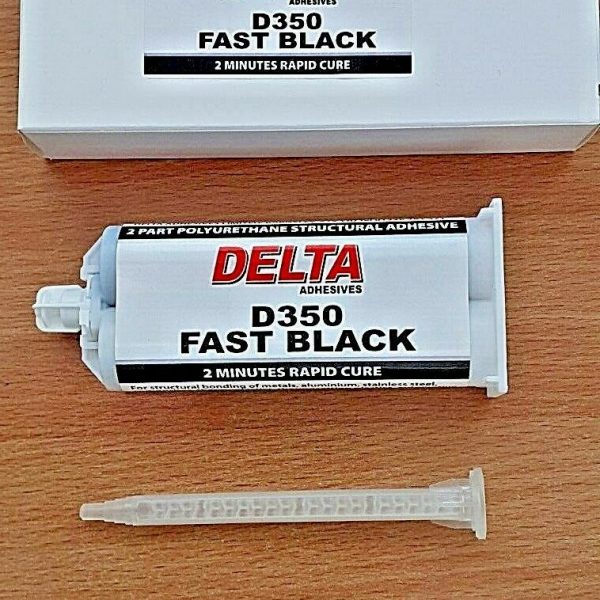 ADHESIVES
D350
FAST BLACK
2 MINUTES RAPID CURE
2 PART POLYURETHANE STRUCTURAL ADHESIVE
DELTA
ADHESIVES
D350
FAST BLACK
2 MINUTES RAPID CURE
For structural bonding of metals, aluminium, stainless steel,